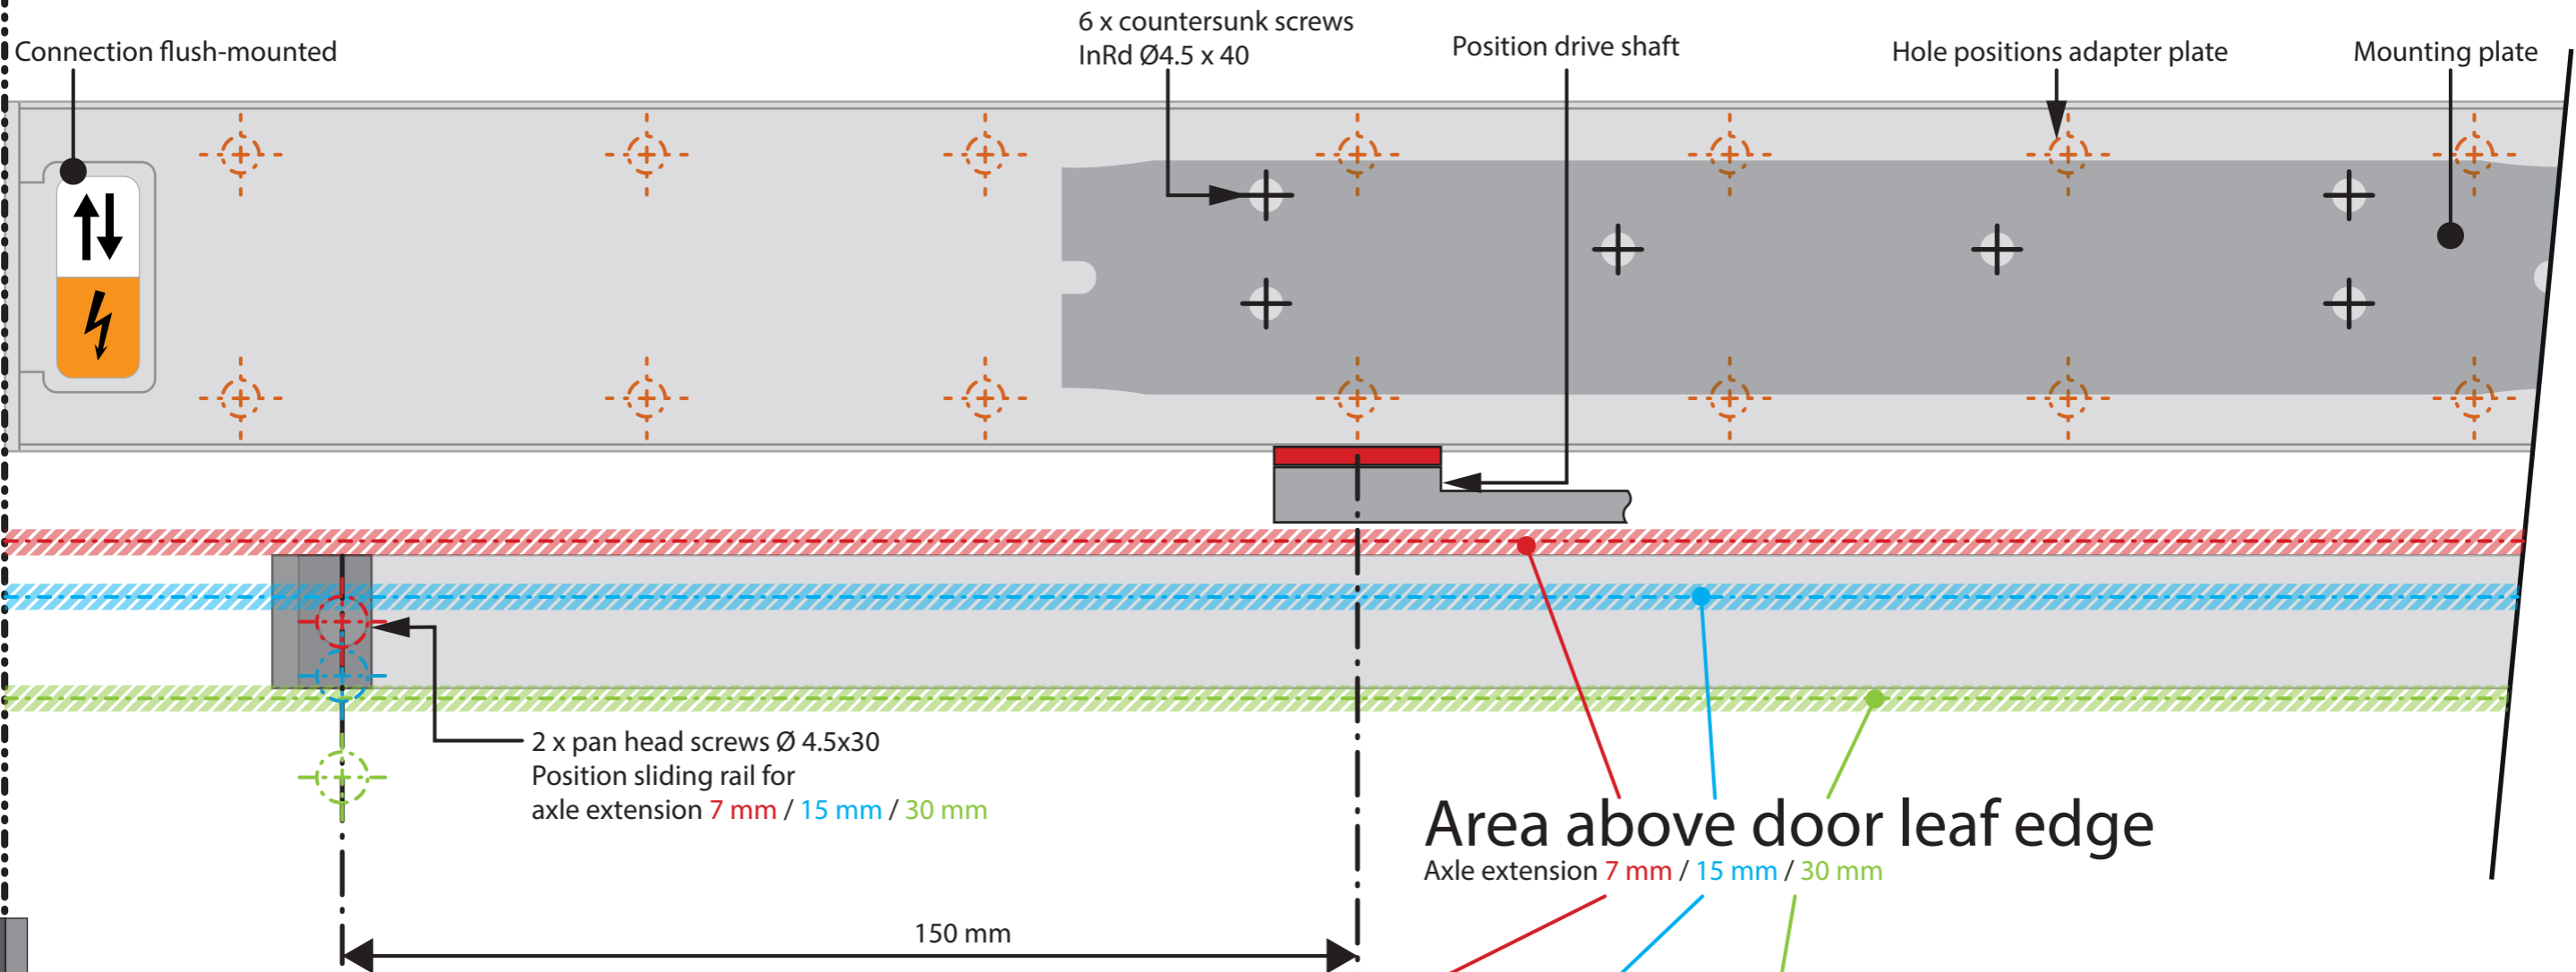 Connection flush-mounted
6 x countersunk screws
InRd Ø4.5 x 40
Position drive shaft
Hole positions adapter plate
Mounting plate
2 x pan head screws Ø 4.5x30
Position sliding rail for
axle extension 7 mm / 15 mm / 30 mm
Area above door leaf edge
Axle extension 7 mm / 15 mm / 30 mm
150 mm